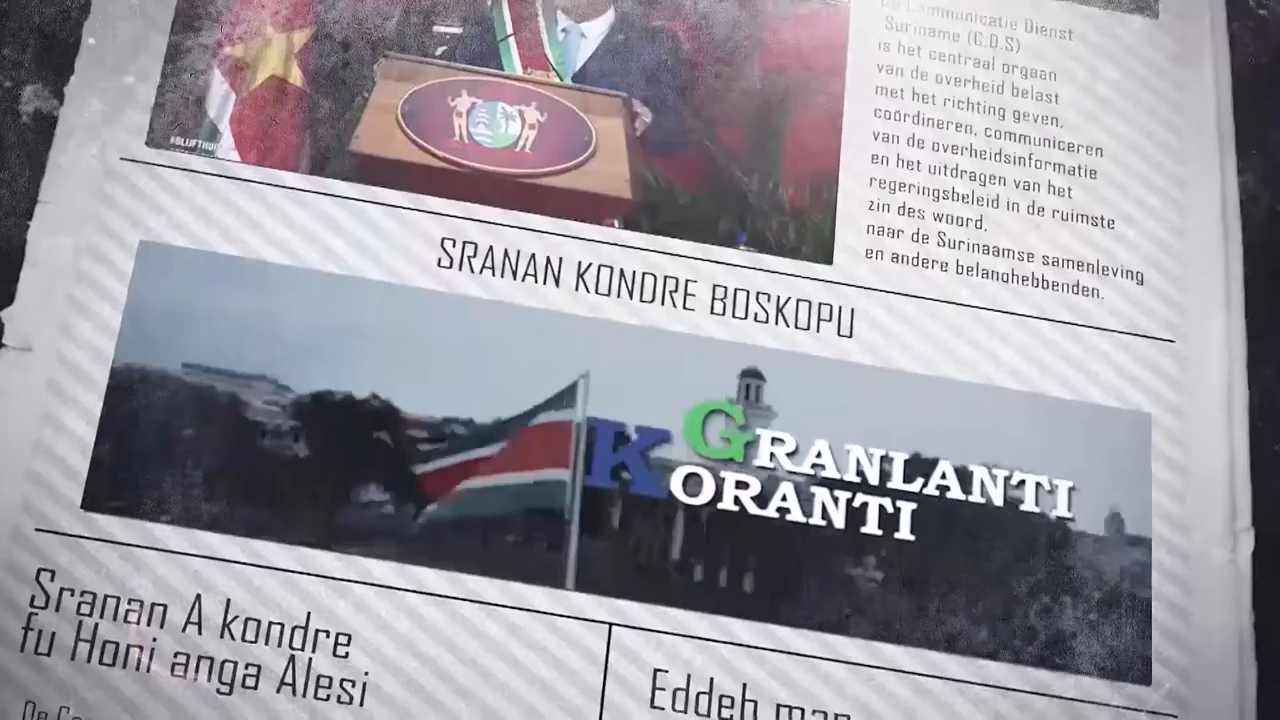 Communicatie Dienst
Suriname (C.D.S)
is het centraal orgaan
van de overheid belast
met het richting geven,
coördineren, communiceren
van de overheidsinformatie
en het uitdragen van het
regeringsbeleid in de ruimste
zin des woord,
naar de Surinaamse samenleving
en andere belanghebbenden.
SRANAN KONDRE BOSKOPU
GRANLANTI
KORANTI
Sranan A kondre
fu Honi anga Alesi
Eddeh man